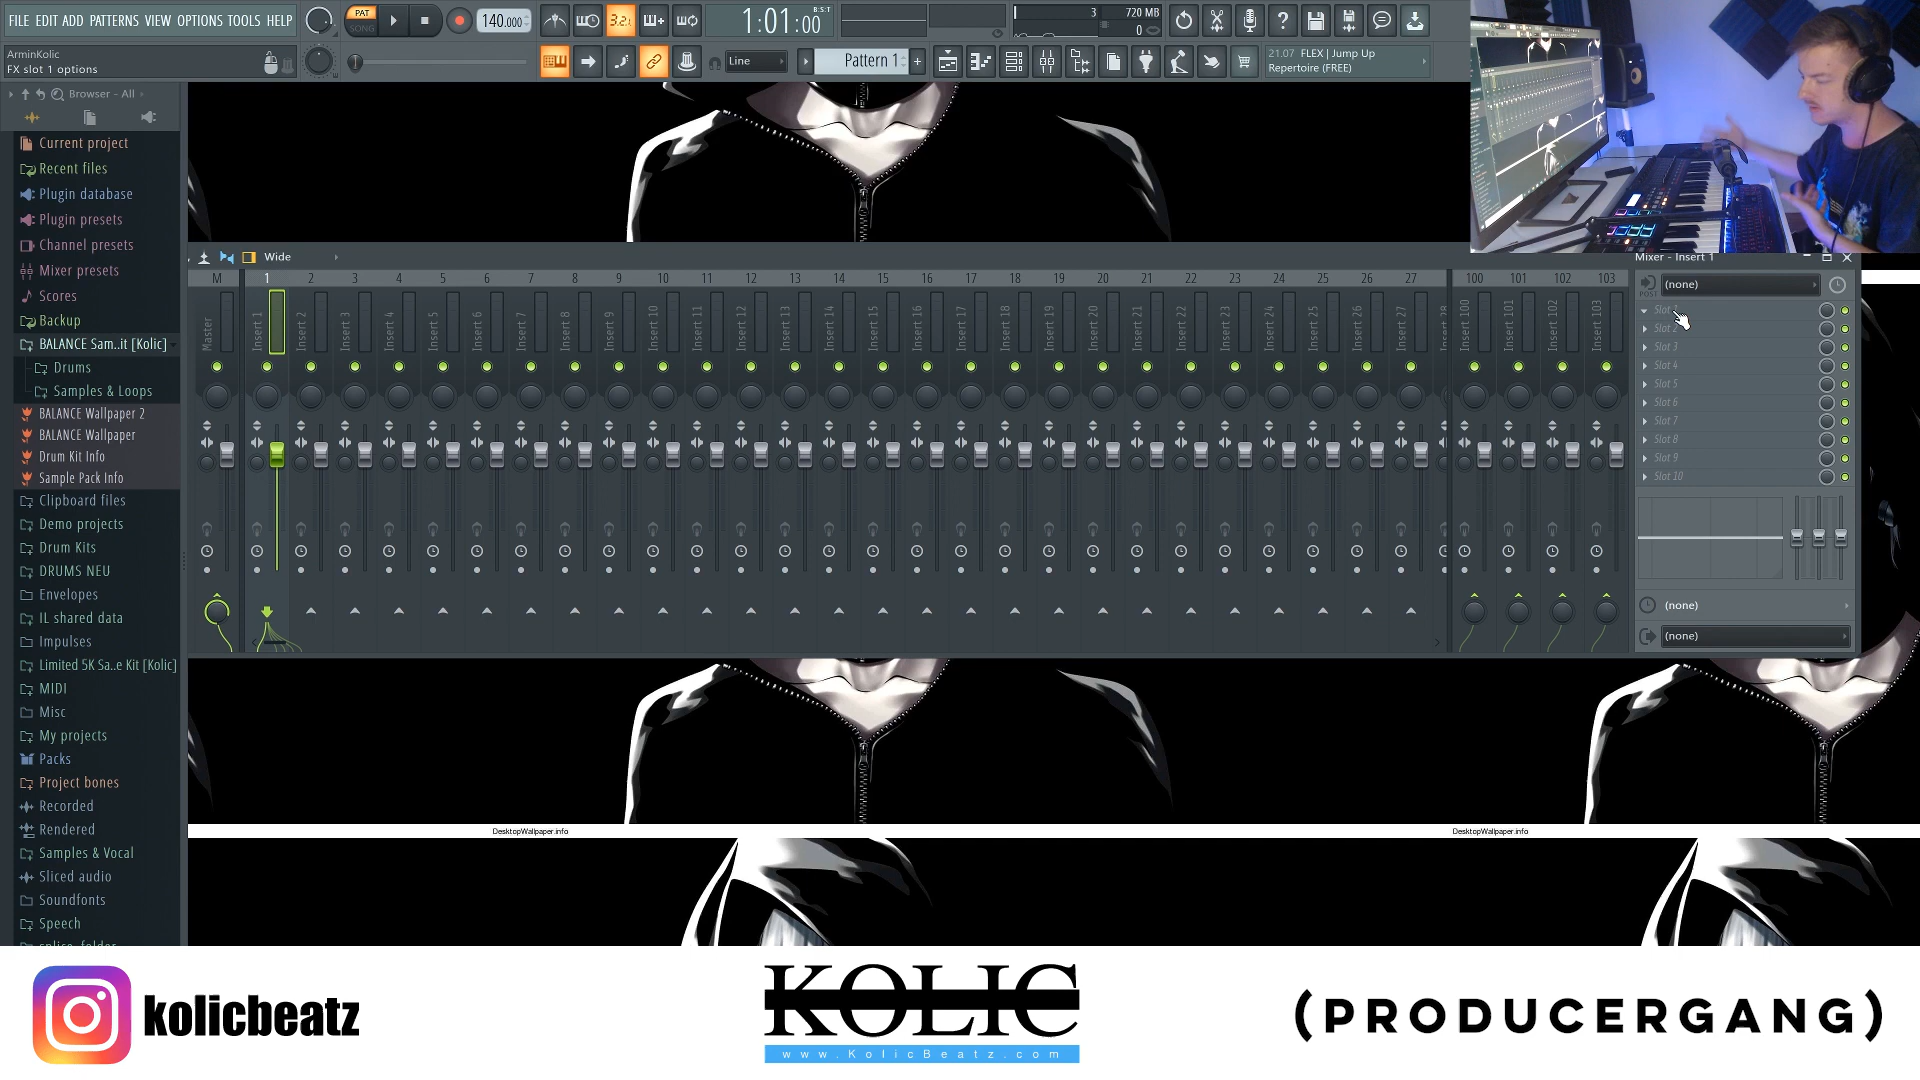 FILE EDIT ADD PATTERNS VIEW OPTIONS TOOLS HELP
PAT
SONG
140.000
3.2.
1:01:00
B:S:T
3
720 MB
0
ArminKolic
FX slot 1 options
Line
Pattern 1
21.07 FLEX | Jump Up
Repertoire (FREE)
Browser - All
Current project
Recent files
Plugin database
Plugin presets
Channel presets
Mixer presets
Scores
Backup
BALANCE Sam..it [Kolic]
Drums
Samples & Loops
BALANCE Wallpaper 2
BALANCE Wallpaper
Drum Kit Info
Sample Pack Info
Clipboard files
Demo projects
Drum Kits
DRUMS NEU
Envelopes
IL shared data
Impulses
Limited 5K Sa..e Kit [Kolic]
MIDI
Misc
My projects
Packs
Project bones
Recorded
Rendered
Samples & Vocal
Sliced audio
Soundfonts
Speech
Wide
M 1 2 3 4 5 6 7 8 9 10 11 12 13 14 15 16 17 18 19 20 21 22 23 24 25 26 27 100 101 102 103
Master Insert 1 Insert 2 Insert 3 Insert 4 Insert 5 Insert 6 Insert 7 Insert 8 Insert 9 Insert 10 Insert 11 Insert 12 Insert 13 Insert 14 Insert 15 Insert 16 Insert 17 Insert 18 Insert 19 Insert 20 Insert 21 Insert 22 Insert 23 Insert 24 Insert 25 Insert 26 Insert 27 Insert 100 Insert 101 Insert 102 Insert 103
Mixer - Insert 1
POST
(none)
Slot
Slot 2
Slot 3
Slot 4
Slot 5
Slot 6
Slot 7
Slot 8
Slot 9
Slot 10
(none)
(none)
DesktopWallpaper.info
DesktopWallpaper.info
kolicbeatz
KOLIC
www.KolicBeatz.com
(PRODUCERGANG)